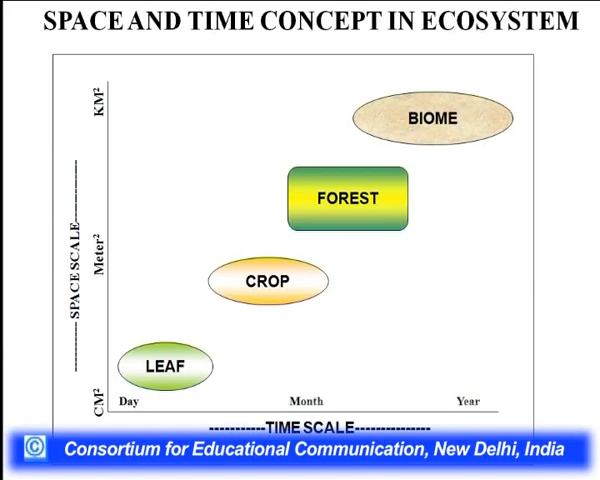 SPACE AND TIME CONCEPT IN ECOSYSTEM
KM²
BIOME
FOREST
----------- SPACE SCALE-----------
Meter²
CROP
LEAF
CM²
Day Month Year
-----------TIME SCALE---------------
© Consortium for Educational Communication, New Delhi, India